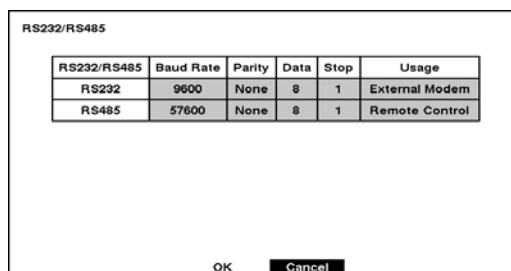 RS232/RS485
RS232/RS485 Baud Rate Parity Data Stop Usage
RS232 9600 None 8 1 External Modem
RS485 57600 None 8 1 Remote Control
OK Cancel